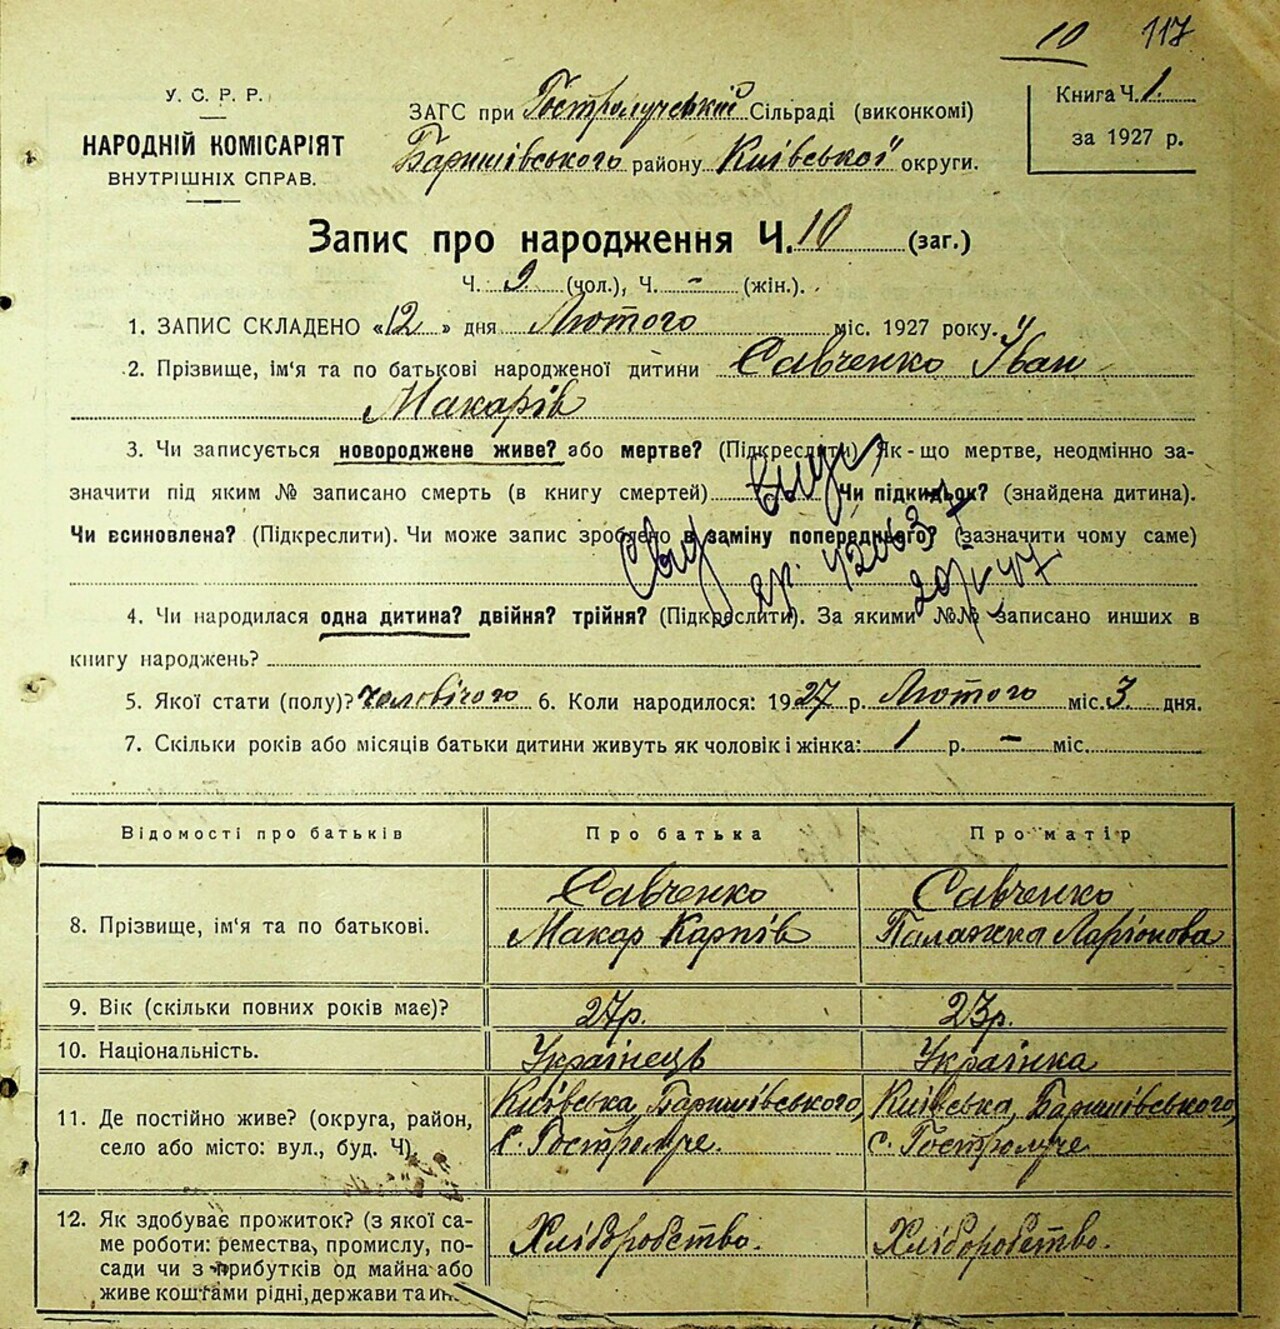 10 117
У. С. Р. Р.
НАРОДНІЙ КОМІСАРІЯТ
ВНУТРІШНІХ СПРАВ.
ЗАГС при Гостролуческій Сільраді (виконкомі)
Баришівського району Київської округи.
Книга Ч. 1.
за 1927 р.
Запис про народження Ч. 10 (заг.)
Ч. 9 (чол.), Ч. - (жін.).
1. ЗАПИС СКЛАДЕНО «12» дня Лютого міс. 1927 року.
2. Прізвище, ім'я та по батькові народженої дитини Савченко Іван
Макарів
3. Чи записується новороджене живе? або мертве? (Підкреслити) Як-що мертве, неодмінно за-
значити під яким № записано смерть (в книгу смертей) Чи підкидьок? (знайдена дитина).
Чи всиновлена? (Підкреслити). Чи може запис зроблено в заміну попереднього? (зазначити чому саме)
4. Чи народилася одна дитина? двійня? трійня? (Підкреслити). За якими №№ записано инших в
книгу народжень?
5. Якої стати (полу)? чоловічого 6. Коли народилося: 1927 р. Лютого міс. 3 дня.
7. Скільки років або місяців батьки дитини живуть як чоловік і жінка: 1 р. - міс.
Відомості про батьків Про батька Про матір
8. Прізвище, ім'я та по батькові. Савченко Макар Карпів Савченко Палажка Ларіонова
9. Вік (скільки повних років має)? 27р. 23р.
10. Національність. Українець Українка
11. Де постійно живе? (округа, район, Київська, Баришівського, Київська, Баришівського,
село або місто: вул., буд. Ч). с. Гостролуче. с. Гостролуче
12. Як здобуває прожиток? (з якої са-
ме роботи: ремества, промислу, по- Хліборобство. Хліборобство.
сади чи з прибутків од майна або
живе коштами рідні, держави та ин.